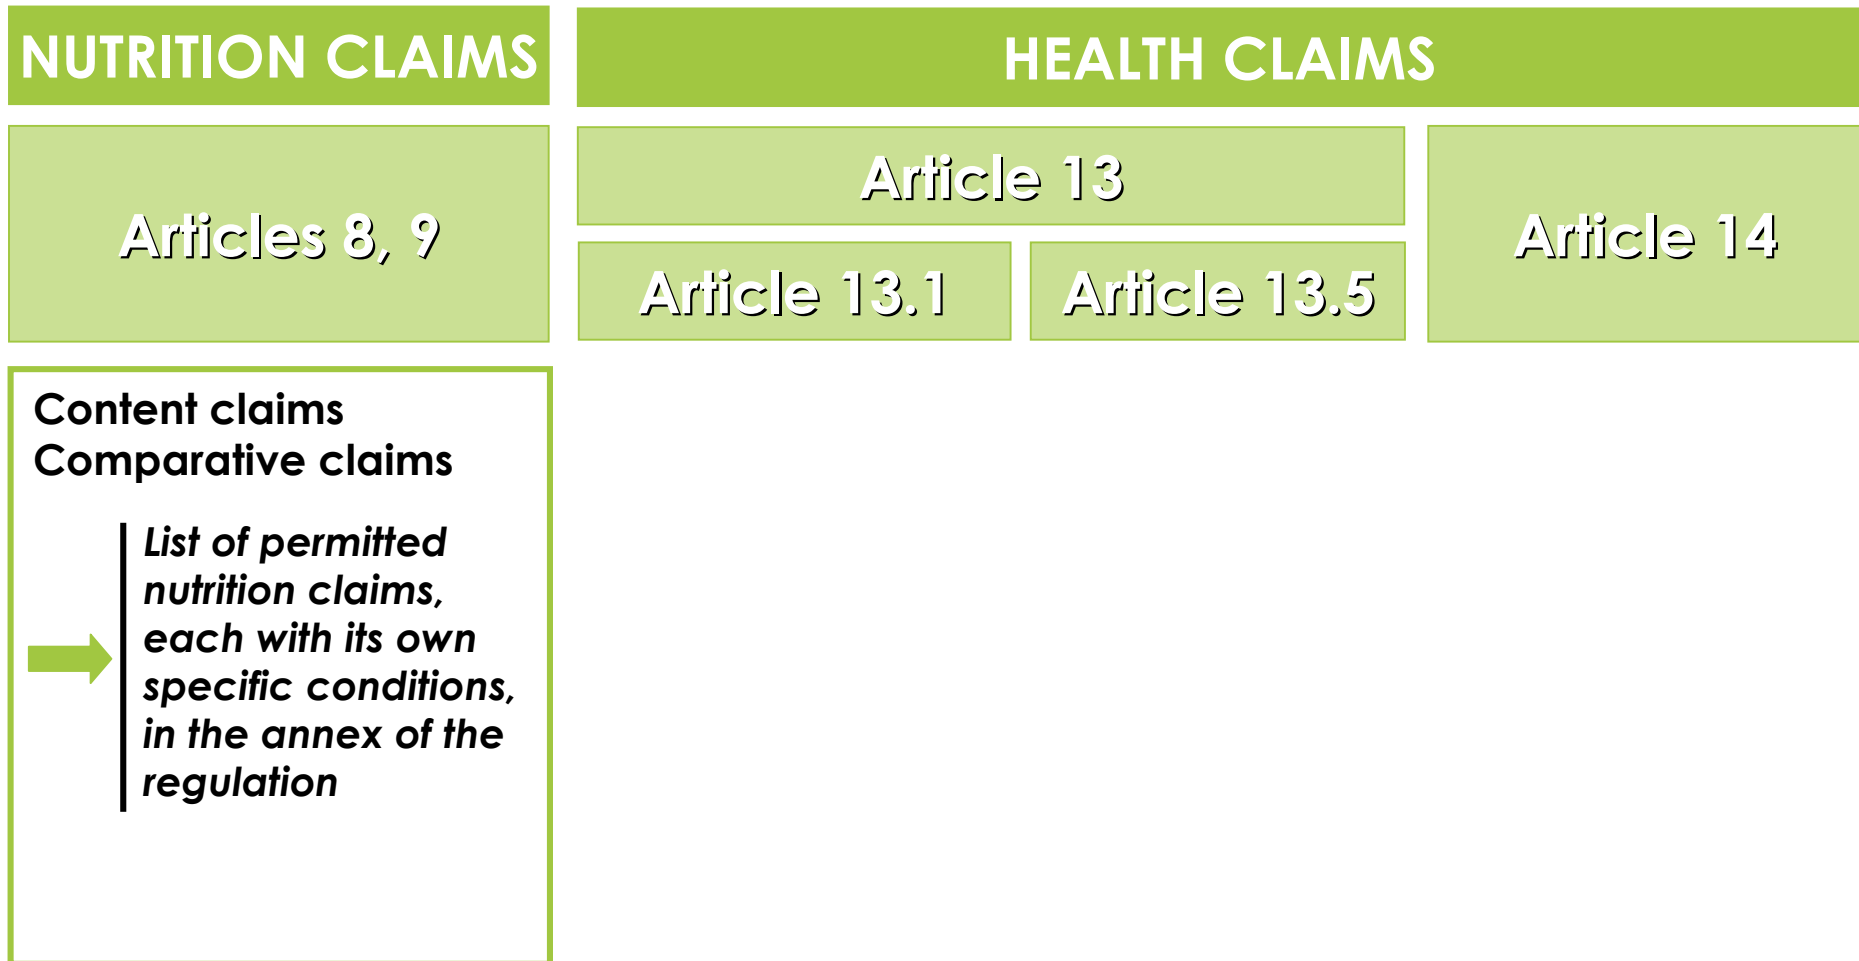 NUTRITION CLAIMS
HEALTH CLAIMS
Articles 8, 9
Article 13
Article 13.1
Article 13.5
Article 14
Content claims
Comparative claims
List of permitted
nutrition claims,
each with its own
specific conditions,
in the annex of the
regulation